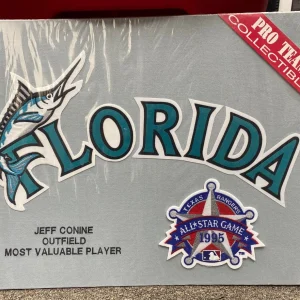 PRO TEAM
COLLECTIBLE
FLORIDA
TEXAS RANGERS
ALL★STAR GAME
1995
JEFF CONINE
OUTFIELD
MOST VALUABLE PLAYER